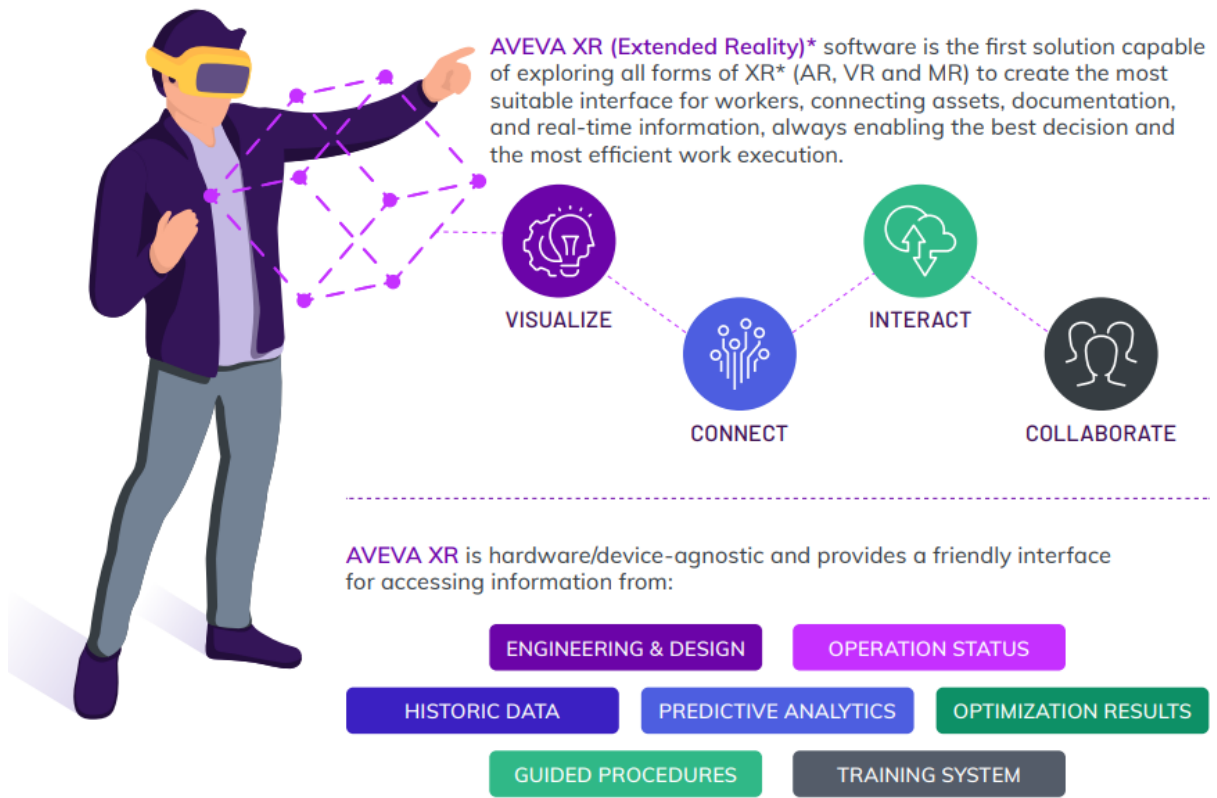 AVEVA XR (Extended Reality)* software is the first solution capable
of exploring all forms of XR* (AR, VR and MR) to create the most
suitable interface for workers, connecting assets, documentation,
and real-time information, always enabling the best decision and
the most efficient work execution.
VISUALIZE
INTERACT
CONNECT
COLLABORATE
AVEVA XR is hardware/device-agnostic and provides a friendly interface
for accessing information from:
ENGINEERING & DESIGN
OPERATION STATUS
HISTORIC DATA
PREDICTIVE ANALYTICS
OPTIMIZATION RESULTS
GUIDED PROCEDURES
TRAINING SYSTEM